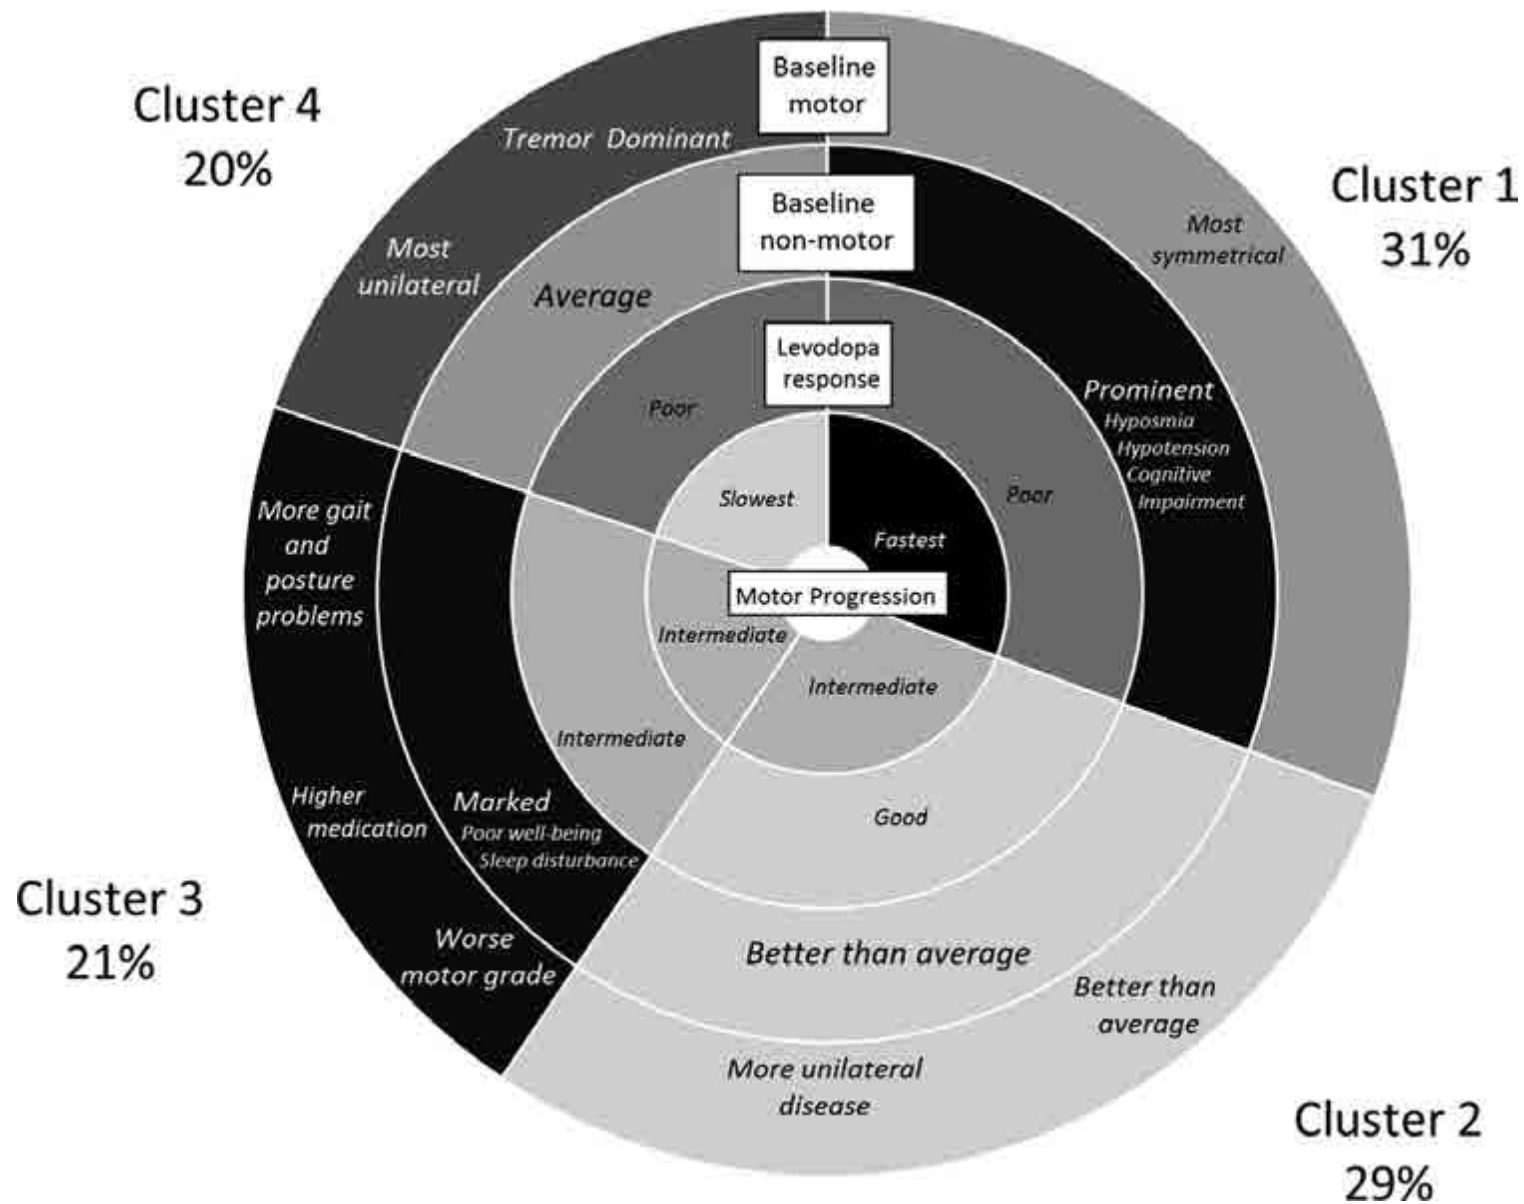 Cluster 4
20%
Cluster 1
31%
Cluster 3
21%
Cluster 2
29%
Baseline
motor
Baseline
non-motor
Levodopa
response
Motor Progression
Tremor Dominant
Most
unilateral
Average
Poor
Slowest
Most
symmetrical
Prominent
Hyposmia
Hypotension
Cognitive
Impairment
Poor
Fastest
More gait
and
posture
problems
Higher
medication
Worse
motor grade
Marked
Poor well-being
Sleep disturbance
Intermediate
Intermediate
Intermediate
Good
Better than average
Better than
average
More unilateral
disease